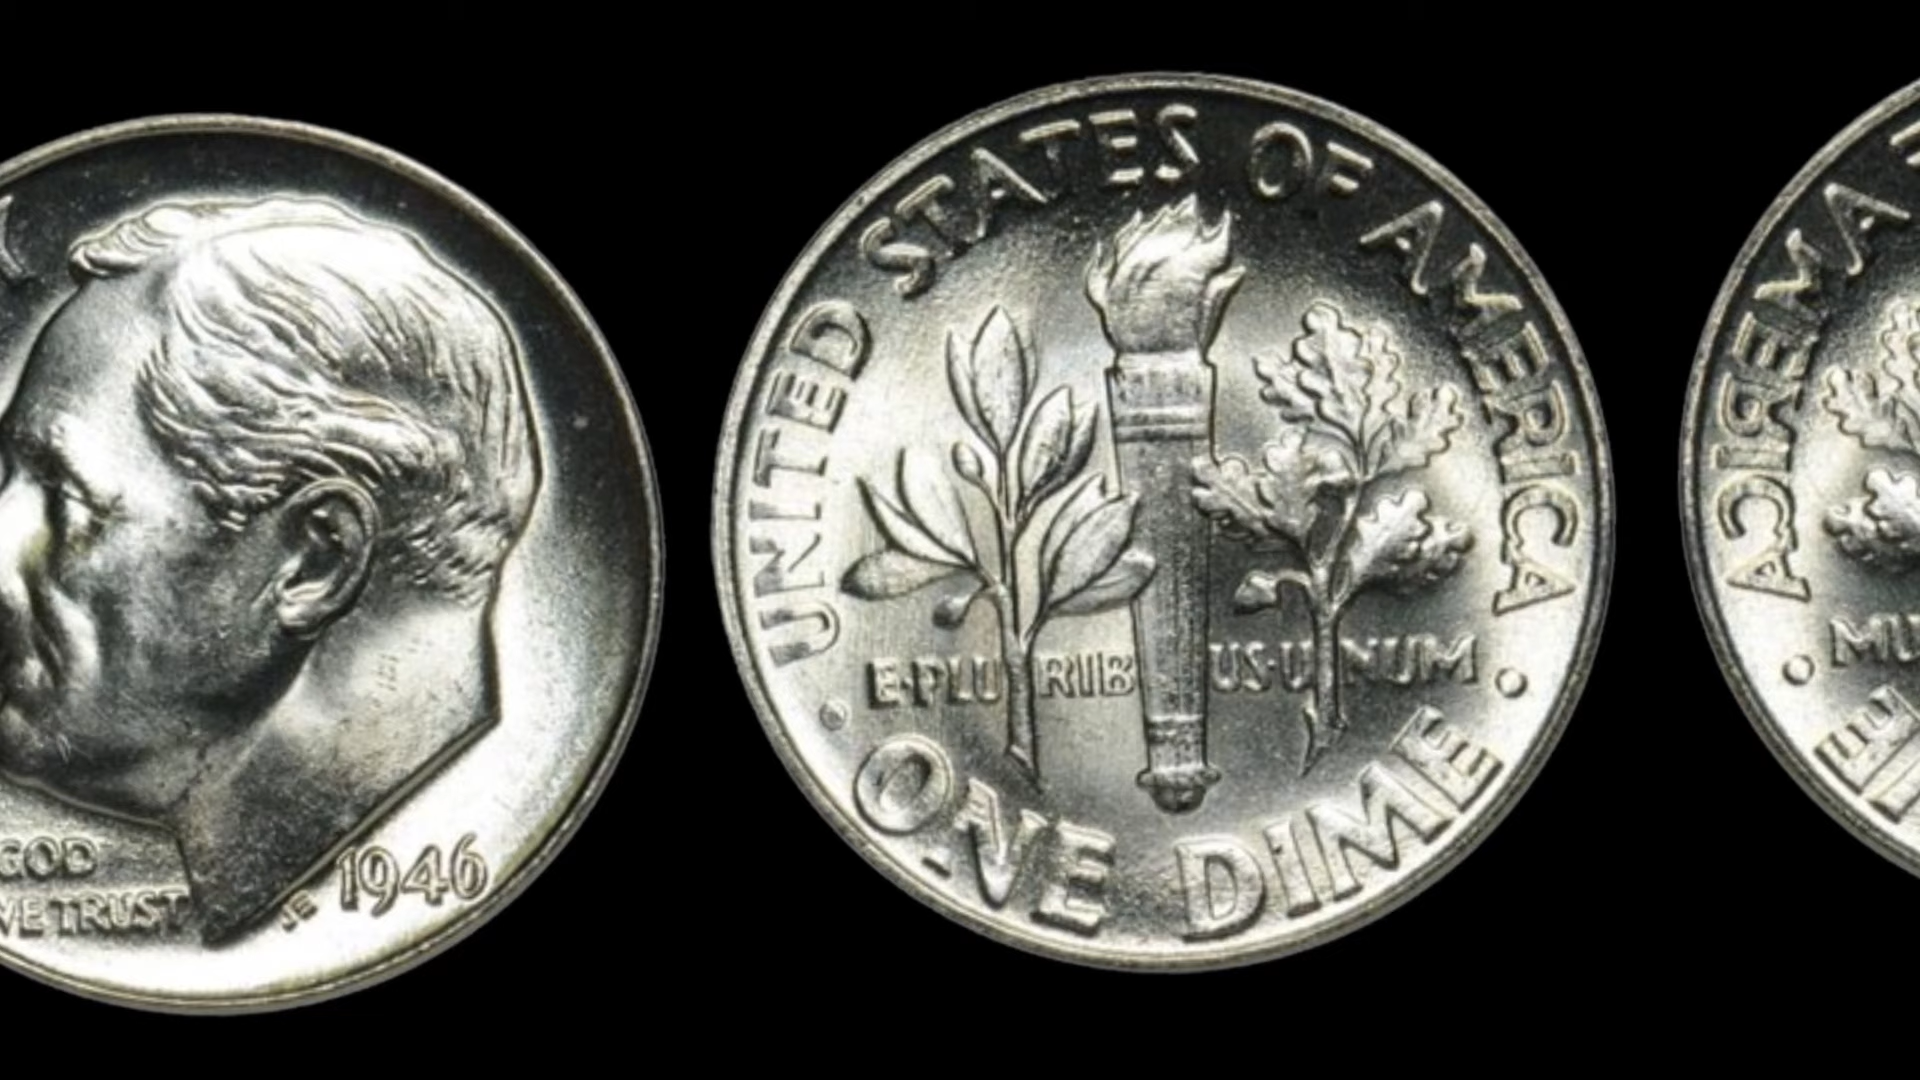 GOD
WE TRUST
JS 1946
UNITED STATES OF AMERICA
E·PLURIBUS·UNUM
ONE DIME